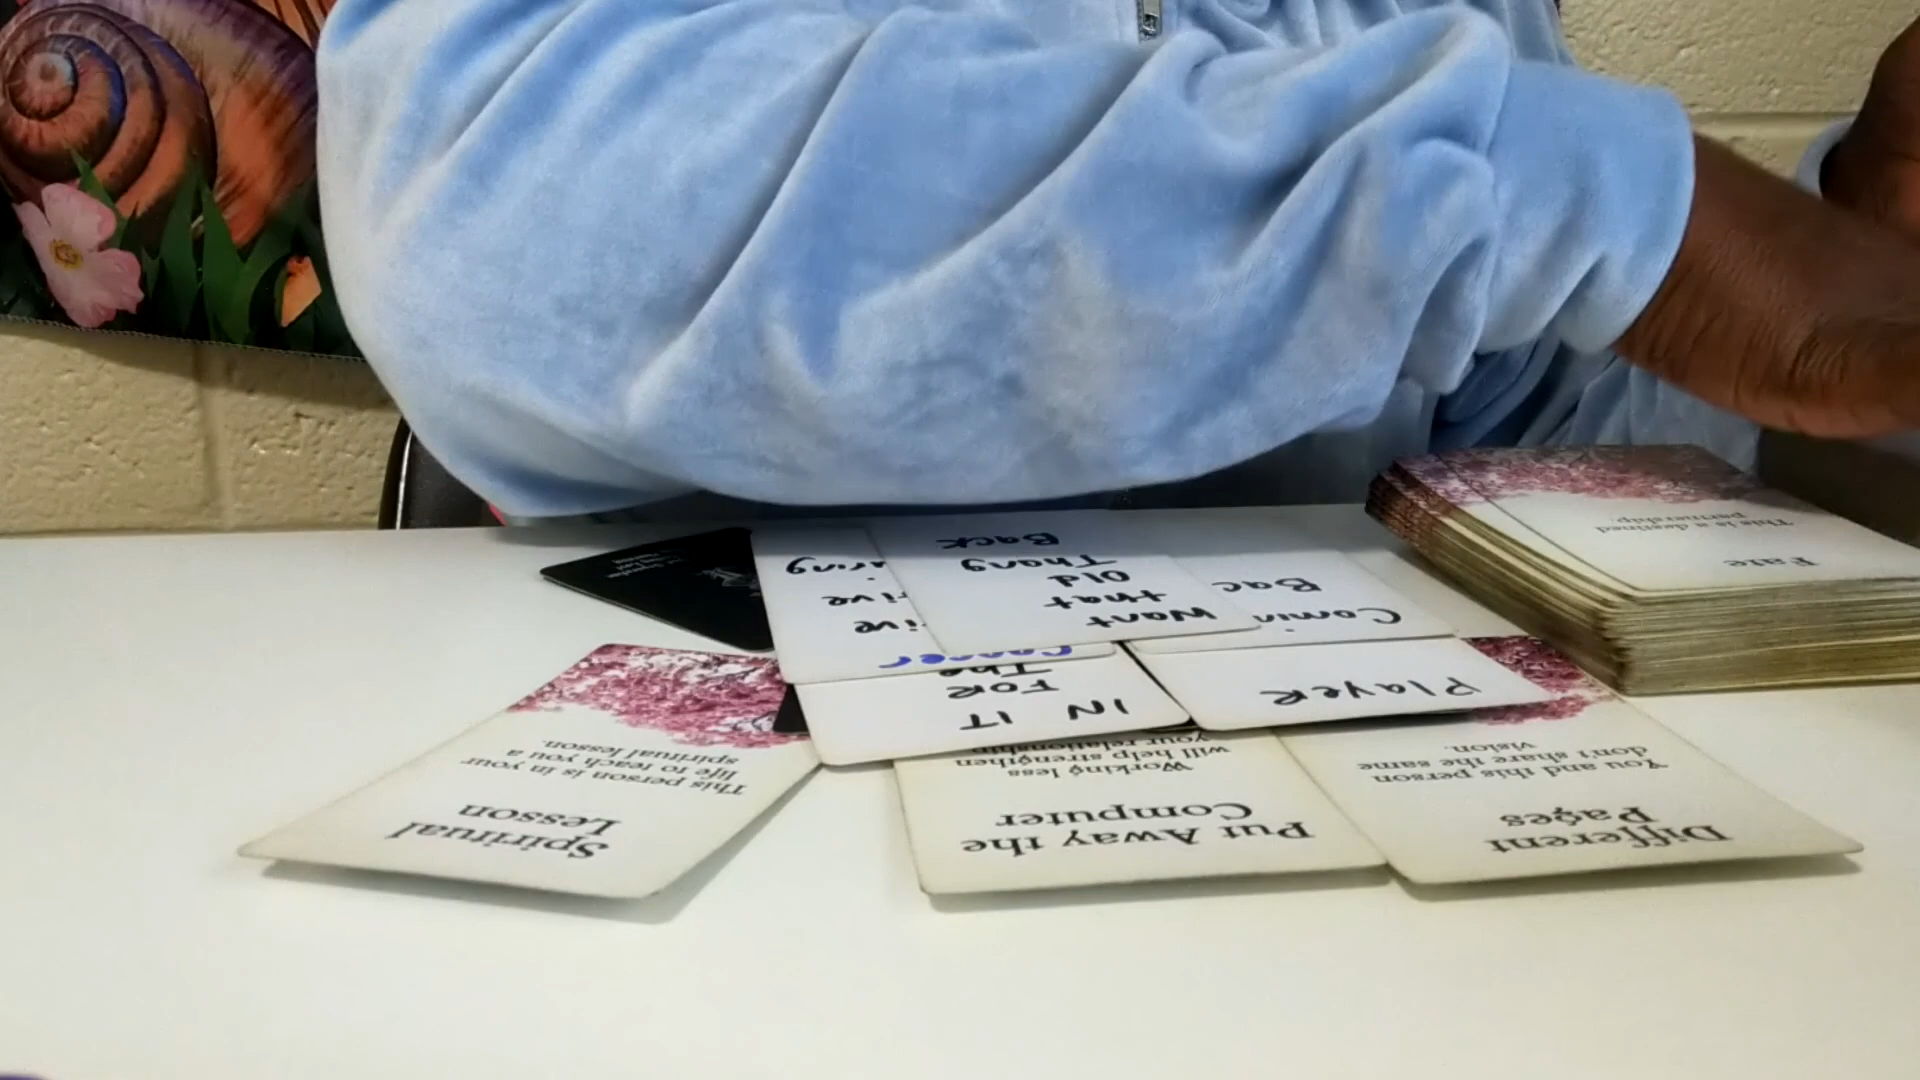 Fate
This is a destined
partnership.
Want
that
Old
Thang
Back
Comin
Bac
Player
IN IT
FOR
The
Cancer
Spiritual
Lesson
This person is in your
life to teach you a
spiritual lesson.
Put Away the
Computer
Working less
will help strengthen
your relationship
Different
Pages
You and this person
don't share the same
vision.